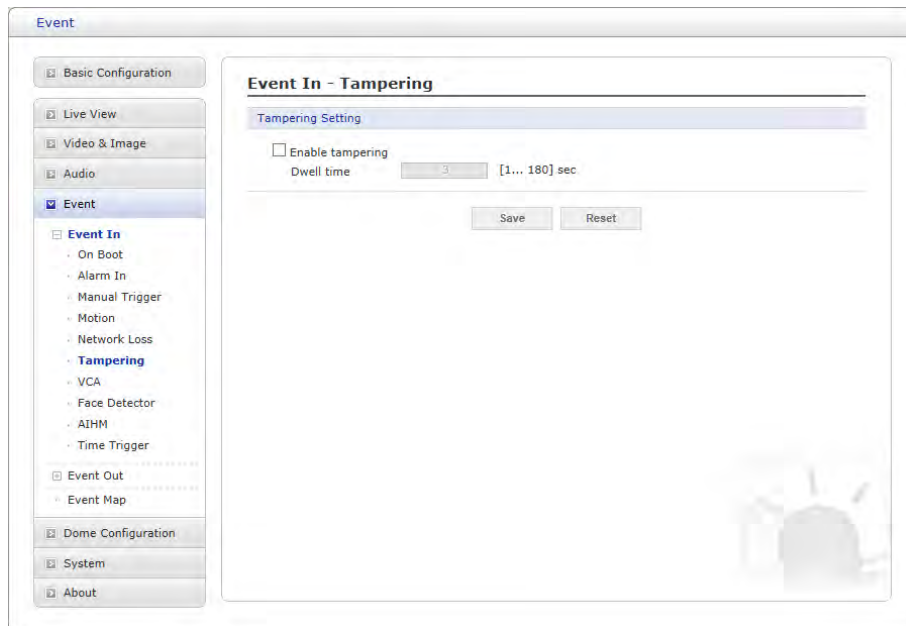 Event
Basic Configuration
Live View
Video & Image
Audio
Event
Event In
On Boot
Alarm In
Manual Trigger
Motion
Network Loss
Tampering
VCA
Face Detector
AIHM
Time Trigger
Event Out
Event Map
Dome Configuration
System
About
Event In - Tampering
Tampering Setting
Enable tampering
Dwell time 3 [1... 180] sec
Save Reset